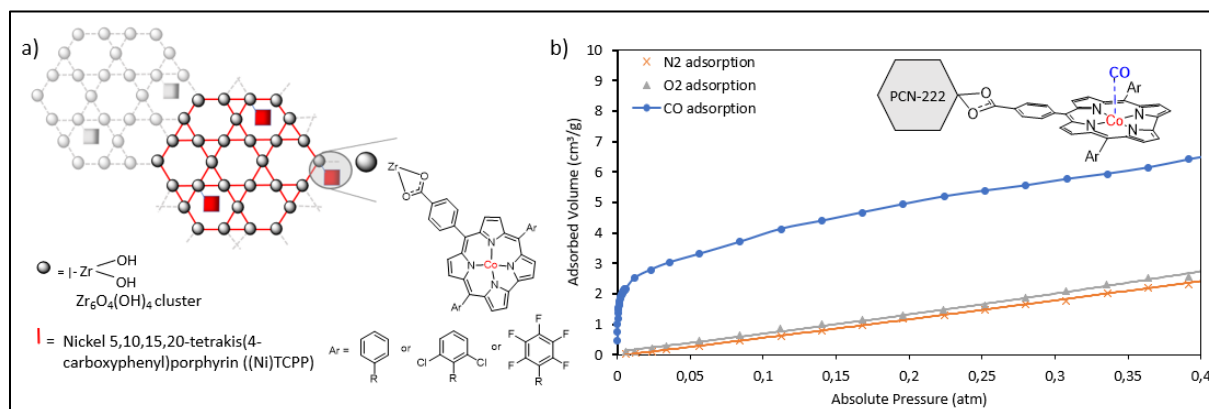 a)
Zr
O
O
Ar
Ar
Ar
N
N
N
N
Co
= |-Zr
OH
OH
Zr6O4(OH)4 cluster
= Nickel 5,10,15,20-tetrakis(4-
carboxyphenyl)porphyrin ((Ni)TCPP)
Ar =
R
or
Cl
Cl
R
or
F
F
F
F
F
R
b)
Adsorbed Volume (cm³/g)
10
9
8
7
6
5
4
3
2
1
0
N2 adsorption
O2 adsorption
CO adsorption
PCN-222
O
O
CO
Ar
N
N
N
N
Co
Ar
0
0,05
0,1
0,15
0,2
0,25
0,3
0,35
0,4
Absolute Pressure (atm)